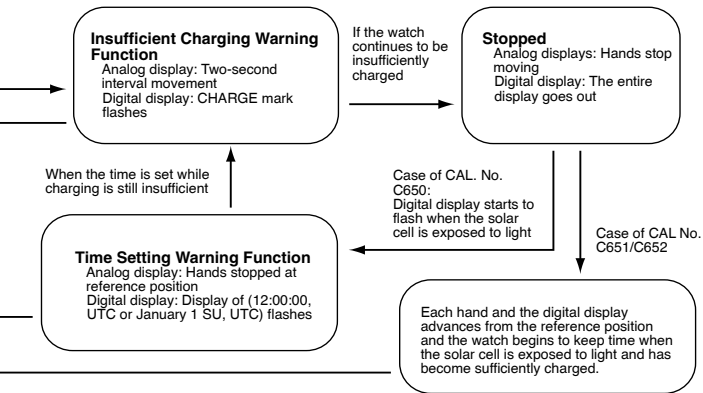 Insufficient Charging Warning
Function
Analog display: Two-second
interval movement
Digital display: CHARGE mark
flashes
If the watch
continues to be
insufficiently
charged
Stopped
Analog displays: Hands stop
moving
Digital display: The entire
display goes out
When the time is set while
charging is still insufficient
Case of CAL. No.
C650:
Digital display starts to
flash when the solar
cell is exposed to light
Case of CAL No.
C651/C652
Time Setting Warning Function
Analog display: Hands stopped at
reference position
Digital display: Display of (12:00:00,
UTC or January 1 SU, UTC) flashes
Each hand and the digital display
advances from the reference position
and the watch begins to keep time when
the solar cell is exposed to light and has
become sufficiently charged.